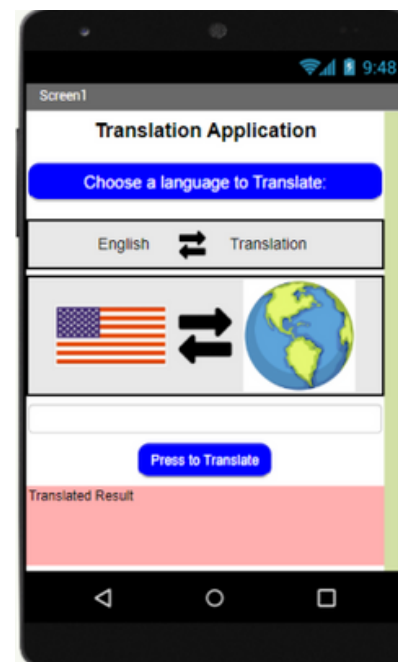 9:48
Screen1
Translation Application
Choose a language to Translate:
English Translation
Press to Translate
Translated Result